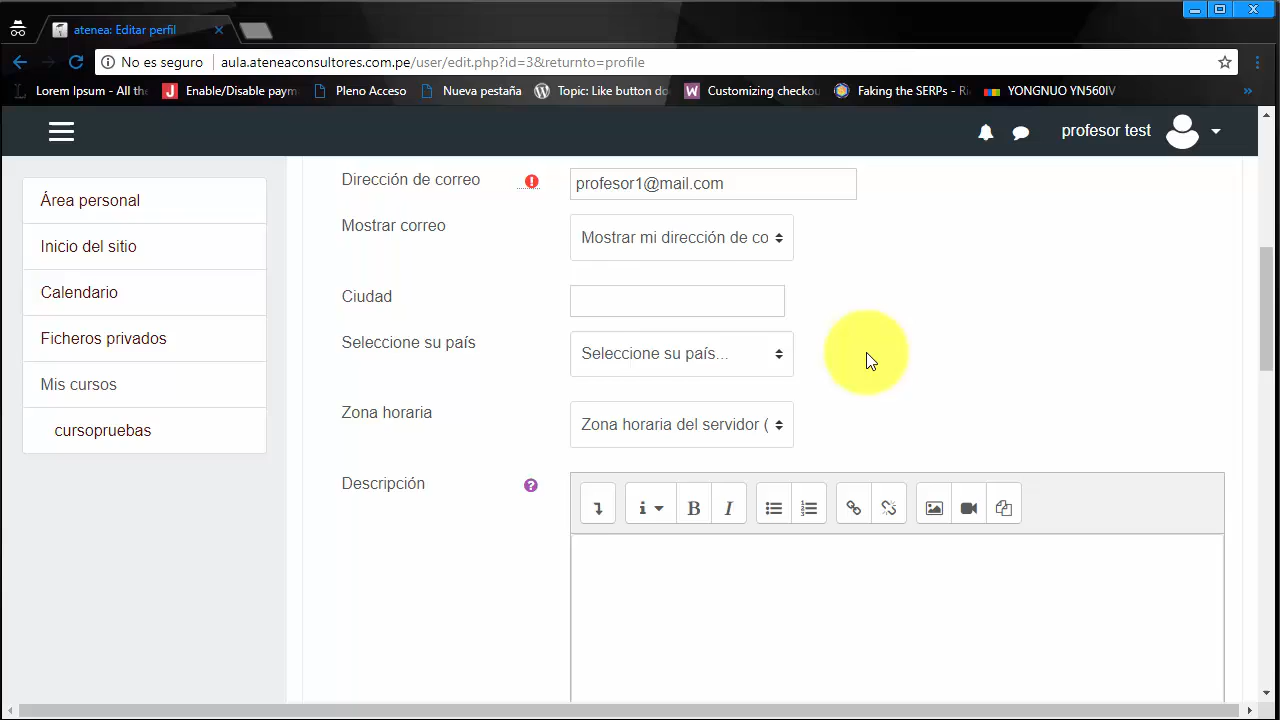 atenea: Editar perfil
No es seguro aula.ateneaconsultores.com.pe/user/edit.php?id=3&returnto=profile
Lorem Ipsum - All the Enable/Disable paym Pleno Acceso Nueva pestaña Topic: Like button do Customizing checkou Faking the SERPs - Ri YONGNUO YN560IV
profesor test
Área personal
Inicio del sitio
Calendario
Ficheros privados
Mis cursos
cursopruebas
Dirección de correo
profesor1@mail.com
Mostrar correo
Mostrar mi dirección de co
Ciudad
Seleccione su país
Seleccione su país...
Zona horaria
Zona horaria del servidor (
Descripción
B I